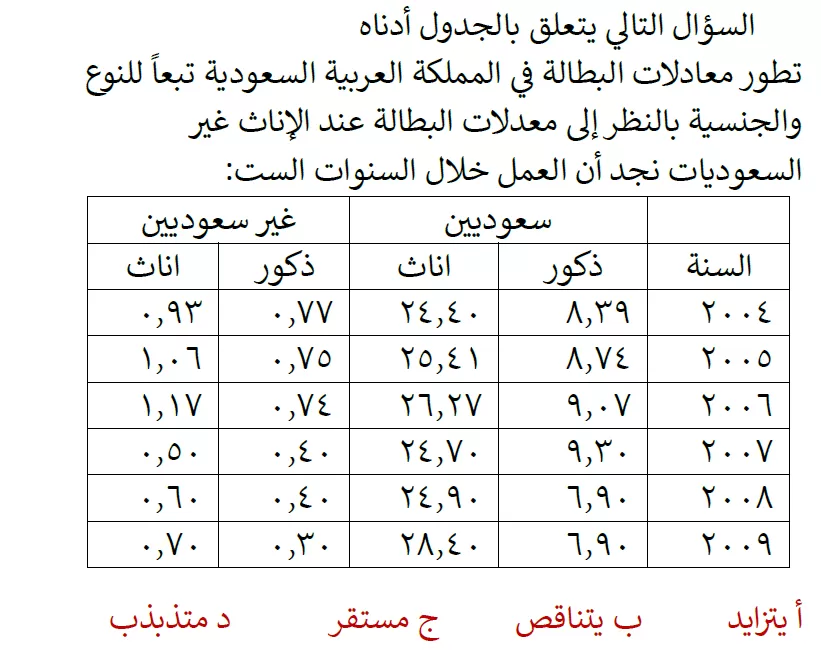 السؤال التالي يتعلق بالجدول أدناه
تطور معادلات البطالة في المملكة العربية السعودية تبعاً للنوع
والجنسية بالنظر إلى معدلات البطالة عند الإناث غير
السعوديات نجد أن العمل خلال السنوات الست:
سعوديين غير سعوديين
السنة ذكور اناث ذكور اناث
٢٠٠٤ ٨,٣٩ ٢٤,٤٠ ٠,٧٧ ٠,٩٣
٢٠٠٥ ٨,٧٤ ٢٥,٤١ ٠,٧٥ ١,٠٦
٢٠٠٦ ٩,٠٧ ٢٦,٢٧ ٠,٧٤ ١,١٧
٢٠٠٧ ٩,٣٠ ٢٤,٧٠ ٠,٤٠ ٠,٥٠
٢٠٠٨ ٦,٩٠ ٢٤,٩٠ ٠,٤٠ ٠,٦٠
٢٠٠٩ ٦,٩٠ ٢٨,٤٠ ٠,٣٠ ٠,٧٠
أ يتزايد ب يتناقص ج مستقر د متذبذب